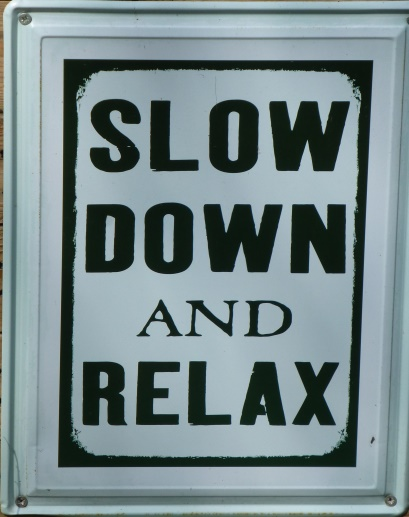 SLOW
DOWN
AND
RELAX